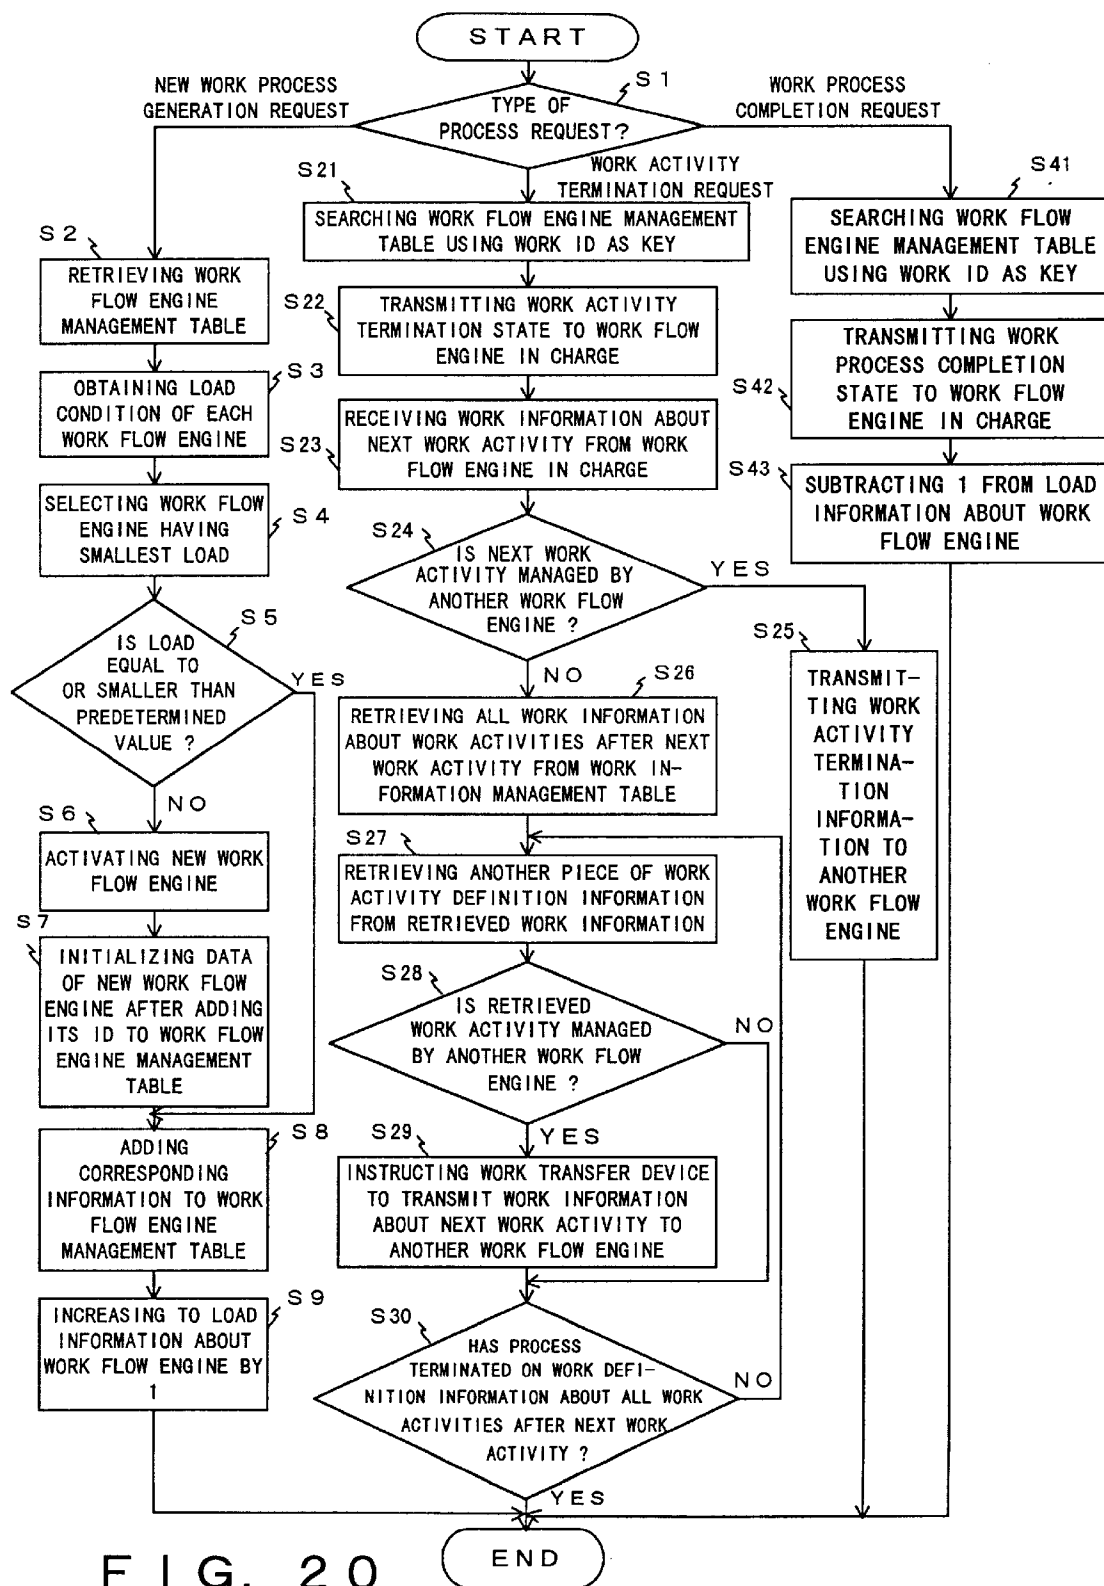 START
S1
NEW WORK PROCESS
GENERATION REQUEST
TYPE OF
PROCESS REQUEST?
WORK PROCESS
COMPLETION REQUEST
WORK ACTIVITY
TERMINATION REQUEST
S2
RETRIEVING WORK
FLOW ENGINE
MANAGEMENT TABLE
S3
OBTAINING LOAD
CONDITION OF EACH
WORK FLOW ENGINE
S4
SELECTING WORK FLOW
ENGINE HAVING
SMALLEST LOAD
S5
IS LOAD
EQUAL TO
OR SMALLER THAN
PREDETERMINED
VALUE ?
YES
NO
S6
ACTIVATING NEW WORK
FLOW ENGINE
S7
INITIALIZING DATA
OF NEW WORK FLOW
ENGINE AFTER ADDING
ITS ID TO WORK FLOW
ENGINE MANAGEMENT
TABLE
S8
ADDING
CORRESPONDING
INFORMATION TO WORK
FLOW ENGINE
MANAGEMENT TABLE
S9
INCREASING TO LOAD
INFORMATION ABOUT
WORK FLOW ENGINE BY
1
S21
SEARCHING WORK FLOW ENGINE MANAGEMENT
TABLE USING WORK ID AS KEY
S22
TRANSMITTING WORK ACTIVITY
TERMINATION STATE TO WORK FLOW
ENGINE IN CHARGE
S23
RECEIVING WORK INFORMATION ABOUT
NEXT WORK ACTIVITY FROM WORK
FLOW ENGINE IN CHARGE
S24
IS NEXT WORK
ACTIVITY MANAGED BY
ANOTHER WORK FLOW
ENGINE ?
YES
NO
S25
TRANSMIT-
TING WORK
ACTIVITY
TERMINA-
TION
INFORMA-
TION TO
ANOTHER
WORK FLOW
ENGINE
S26
RETRIEVING ALL WORK INFORMATION
ABOUT WORK ACTIVITIES AFTER NEXT
WORK ACTIVITY FROM WORK IN-
FORMATION MANAGEMENT TABLE
S27
RETRIEVING ANOTHER PIECE OF WORK
ACTIVITY DEFINITION INFORMATION
FROM RETRIEVED WORK INFORMATION
S28
IS RETRIEVED
WORK ACTIVITY MANAGED
BY ANOTHER WORK FLOW
ENGINE ?
NO
YES
S29
INSTRUCTING WORK TRANSFER DEVICE
TO TRANSMIT WORK INFORMATION
ABOUT NEXT WORK ACTIVITY TO
ANOTHER WORK FLOW ENGINE
S30
HAS PROCESS
TERMINATED ON WORK DEFI-
NITION INFORMATION ABOUT ALL WORK
ACTIVITIES AFTER NEXT WORK
ACTIVITY ?
NO
YES
S41
SEARCHING WORK FLOW
ENGINE MANAGEMENT TABLE
USING WORK ID AS KEY
S42
TRANSMITTING WORK
PROCESS COMPLETION
STATE TO WORK FLOW
ENGINE IN CHARGE
S43
SUBTRACTING 1 FROM LOAD
INFORMATION ABOUT WORK
FLOW ENGINE
END
FIG. 20